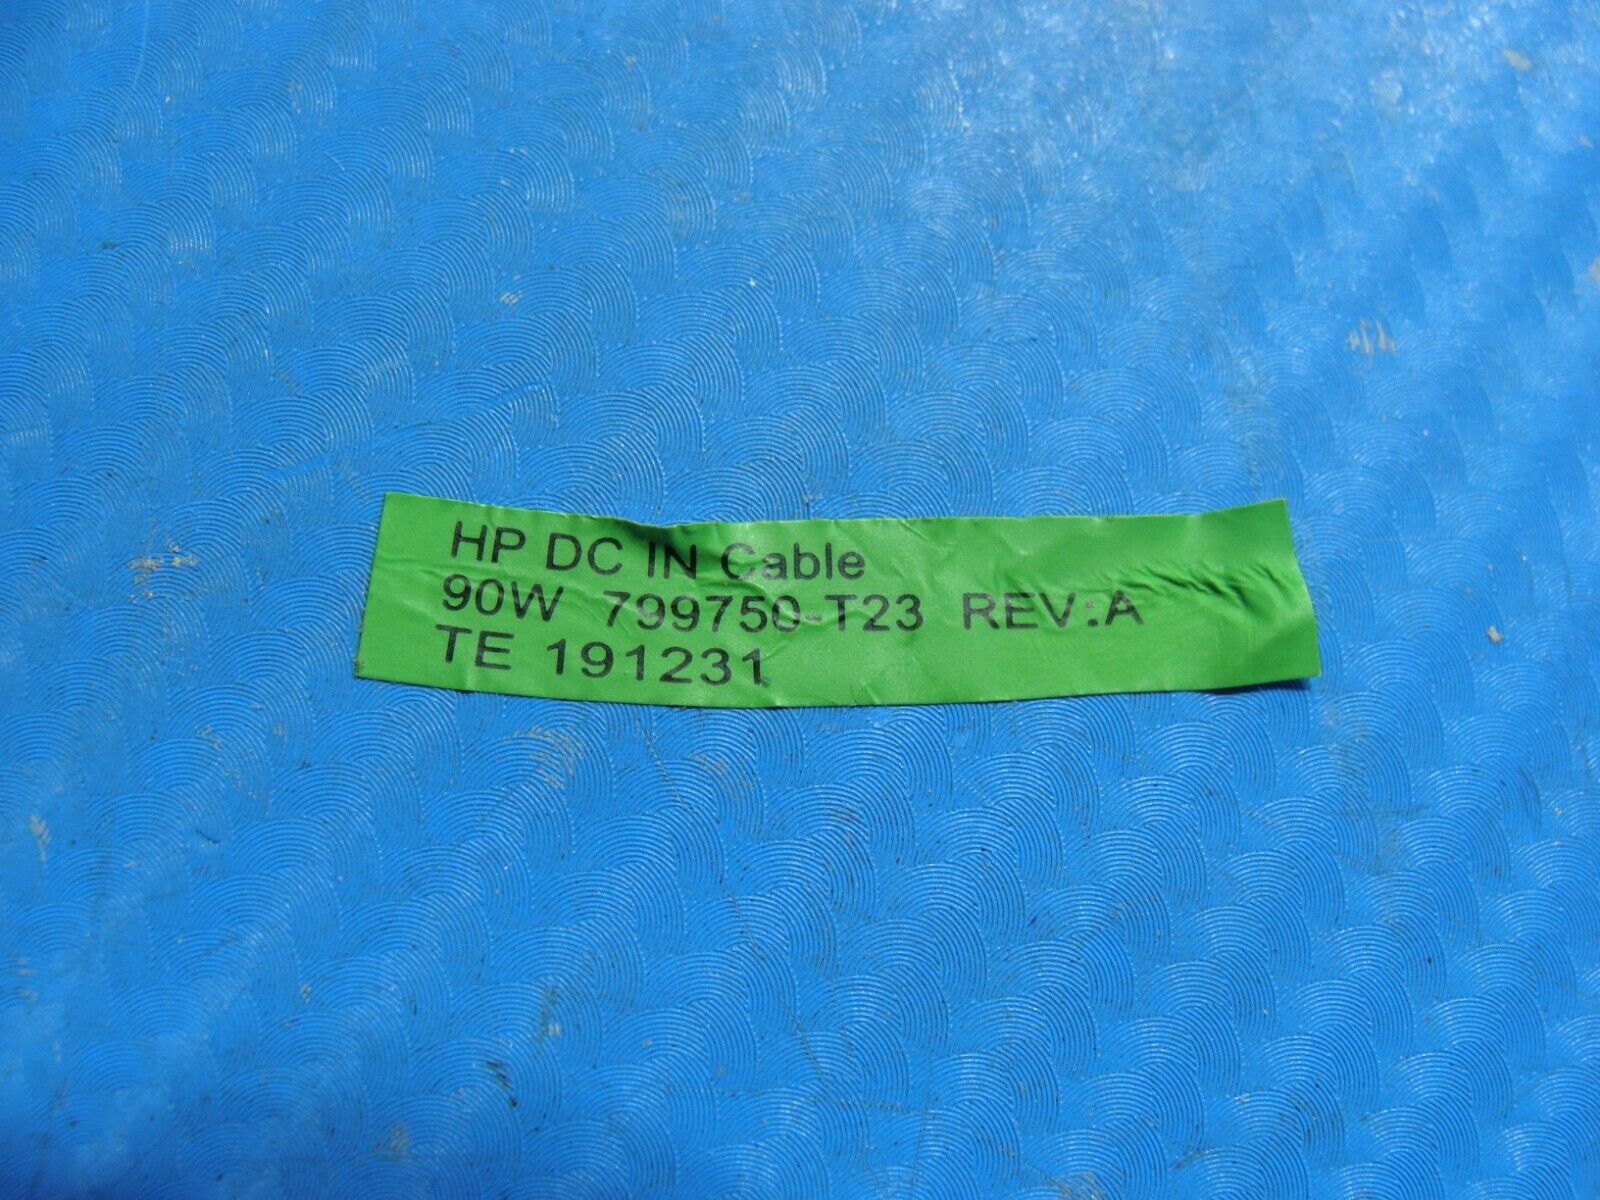 HP DC IN Cable
90W 799750-T23 REV:A
TE 191231